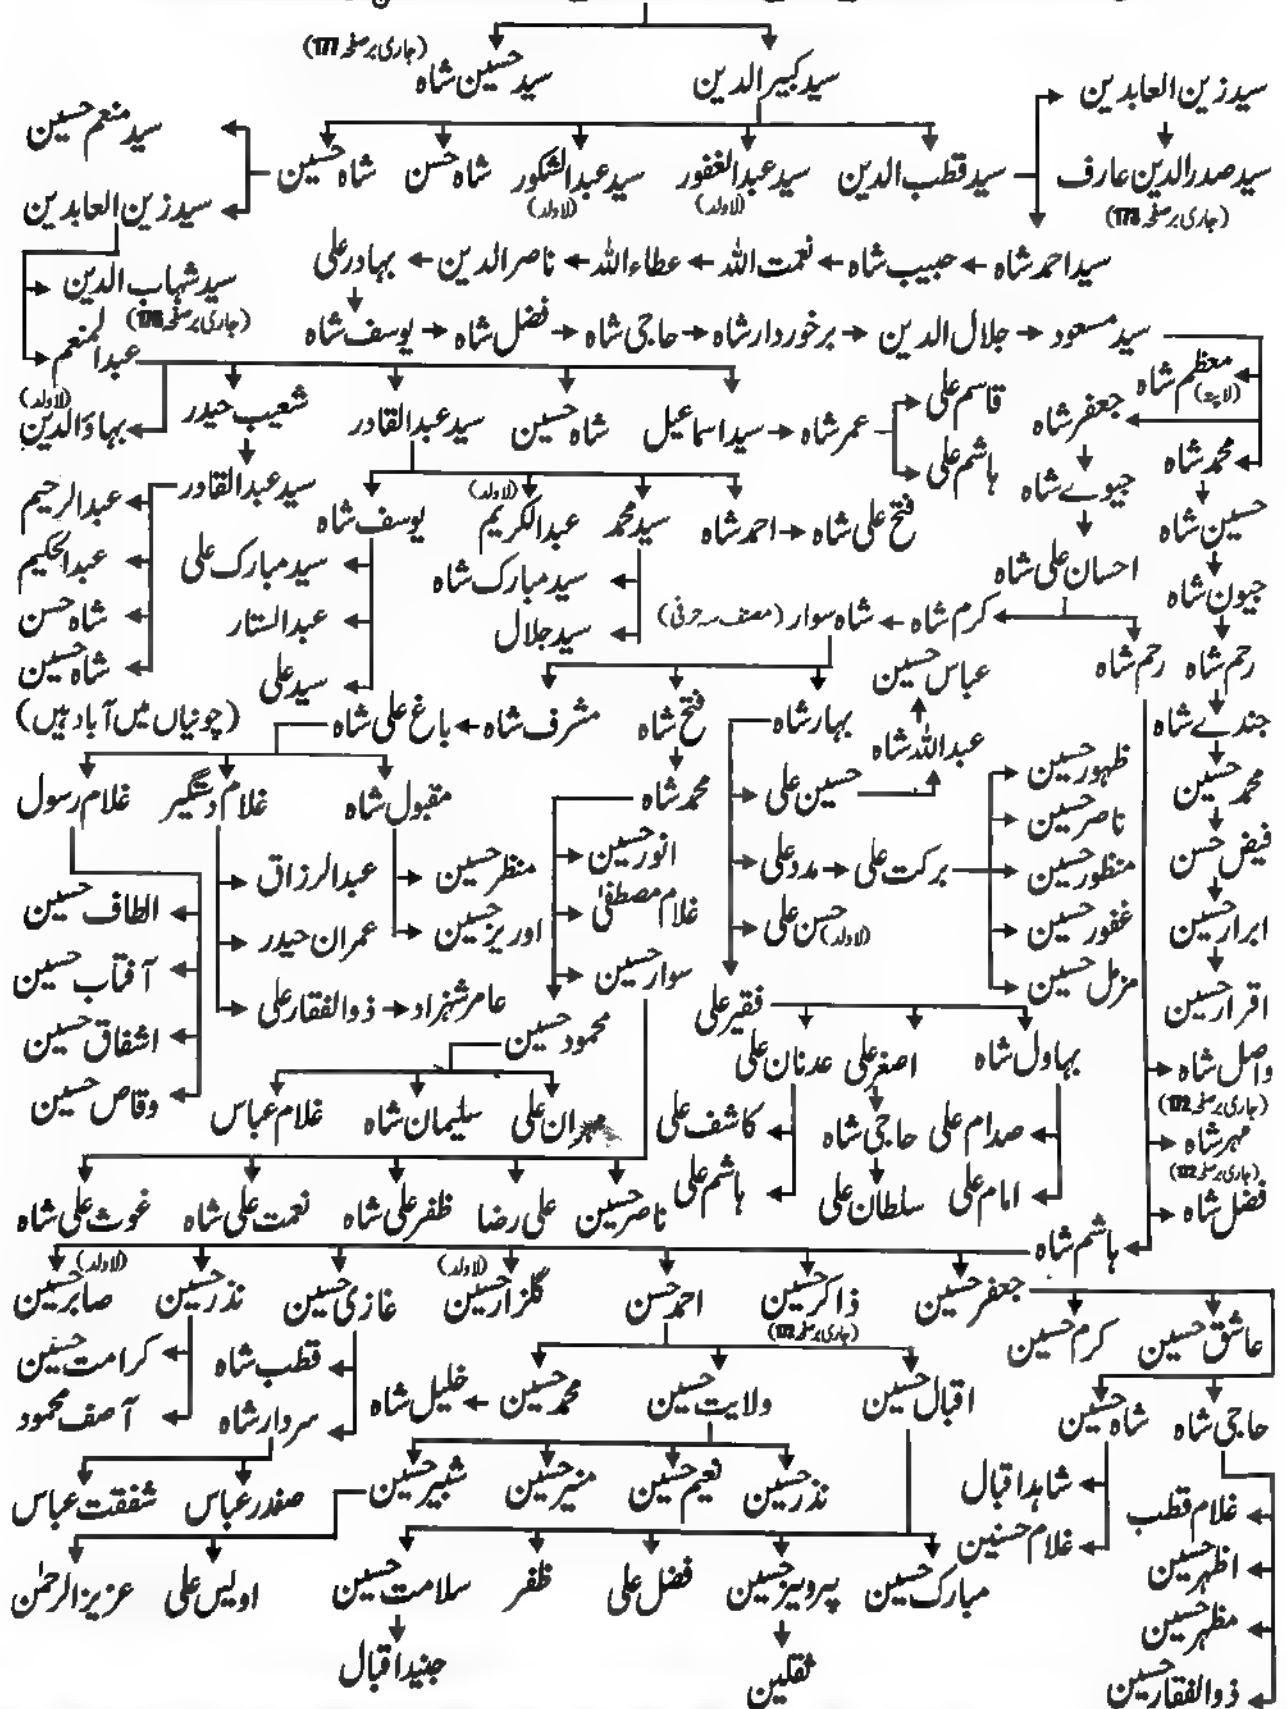 سید کبیر الدین سید حسین شاہ (جاری بر صفحہ 177)
سید زین العابدین
سید منعم حسین
سید صدر الدین عارف سید قطب الدین سید عبدالغفور سید عبدالشکور شاہ حسن شاہ حسین
(لاولد) (لاولد)
سید زین العابدین
سید احمد شاہ ← حبیب شاہ ← نعمت اللہ ← عطاء اللہ ← ناصر الدین ← بہادر علی
سید شہاب الدین
سید مسعود → جلال الدین → برخوردار شاہ → حاجی شاہ → فضل شاہ → یوسف شاہ
عبدالمنعم
معظم شاہ (لاپتہ)
قاسم علی
جعفر شاہ
شعیب حیدر
(لاولد)
بہاؤالدین
عمر شاہ سید اسماعیل شاہ حسین سید عبدالقادر
محمد شاہ
ہاشم علی
جیوے شاہ
سید عبدالقادر
عبدالرحیم
فتح علی شاہ احمد شاہ سید محمد عبدالکریم (لاولد) یوسف شاہ
حسین شاہ
احسان علی شاہ
سید مبارک شاہ سید مبارک علی عبدالحکیم
جیون شاہ
کرم شاہ ← شاہ سوار (مصنف سہ حرفی)
سید جلال عبدالستار شاہ حسن
رحم شاہ رحم شاہ
عباس حسین
سید علی شاہ حسین
جندے شاہ
بہار شاہ فتح شاہ مشرف شاہ ← باغ علی شاہ (چونیاں میں آباد ہیں)
عبداللہ شاہ
ظہور حسین
محمد حسین
حسین علی محمد شاہ مقبول شاہ غلام دستگیر غلام رسول
ناصر حسین
فیض حسن
منظور حسین برکت علی مدد علی انور حسین منظر حسین عبدالرزاق
ابرار حسین
غفور حسین حسن علی (لاولد) غلام مصطفیٰ اوریز حسین عمران حیدر الطاف حسین
مزمل حسین سوار حسین آفتاب حسین
اقرار حسین
فقیر علی عامر شہزاد ذوالفقار علی
محمود حسین اشفاق حسین
واصل شاہ (جاری بر صفحہ 172)
بہاول شاہ اصغر علی عدنان علی
وقاص حسین
مہر شاہ (جاری بر صفحہ 172)
صدام علی حاجی شاہ کاشف علی مہران علی سلیمان شاہ غلام عباس
فضل شاہ
امام علی سلطان علی ہاشم علی
ناصر حسین علی رضا ظفر علی شاہ نعمت علی شاہ غوث علی شاہ
ہاشم شاہ
جعفر حسین ذاکر حسین احمد حسن گلزار حسین (لاولد) غازی حسین نذر حسین صابر حسین (لاولد)
عاشق حسین کرم حسین
قطب شاہ کرامت حسین
اقبال حسین ولایت حسین محمد حسین ← خلیل شاہ سردار شاہ آصف محمود
حاجی شاہ شاہ حسین
شاہد اقبال نذر حسین نعیم حسین منیر حسین شبیر حسین صفدر عباس شفقت عباس
غلام قطب
غلام حسنین
اظہر حسین
مبارک حسین پرویز حسین فضل علی ظفر سلامت حسین اویس علی عزیز الرحمٰن
مظہر حسین
ثقلین جنید اقبال
ذوالفقار حسین